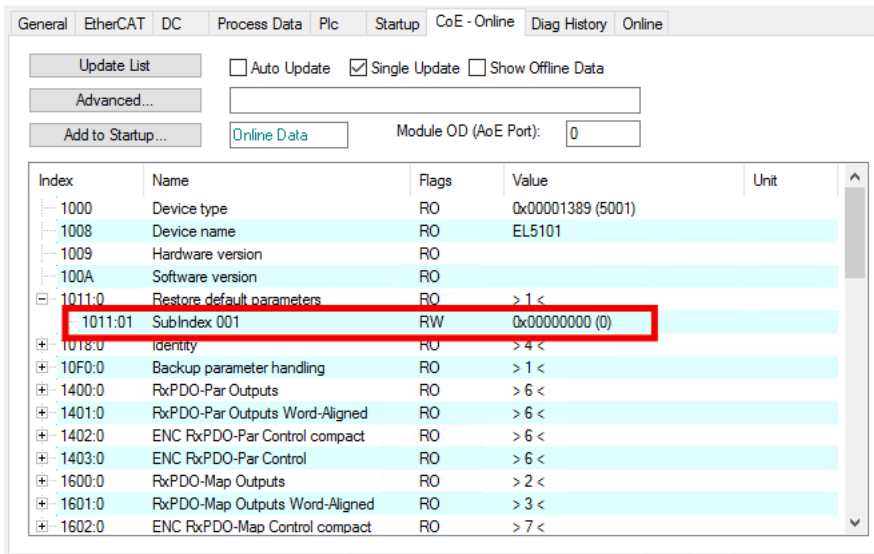 General EtherCAT DC Process Data Plc Startup CoE - Online Diag History Online
Update List Auto Update Single Update Show Offline Data
Advanced...
Add to Startup... Online Data Module OD (AoE Port): 0
Index Name Flags Value Unit
1000 Device type RO 0x00001389 (5001)
1008 Device name RO EL5101
1009 Hardware version RO
100A Software version RO
1011:0 Restore default parameters RO > 1 <
1011:01 SubIndex 001 RW 0x00000000 (0)
1018:0 Identity RO > 4 <
10F0:0 Backup parameter handling RO > 1 <
1400:0 RxPDO-Par Outputs RO > 6 <
1401:0 RxPDO-Par Outputs Word-Aligned RO > 6 <
1402:0 ENC RxPDO-Par Control compact RO > 6 <
1403:0 ENC RxPDO-Par Control RO > 6 <
1600:0 RxPDO-Map Outputs RO > 2 <
1601:0 RxPDO-Map Outputs Word-Aligned RO > 3 <
1602:0 ENC RxPDO-Map Control compact RO > 7 <